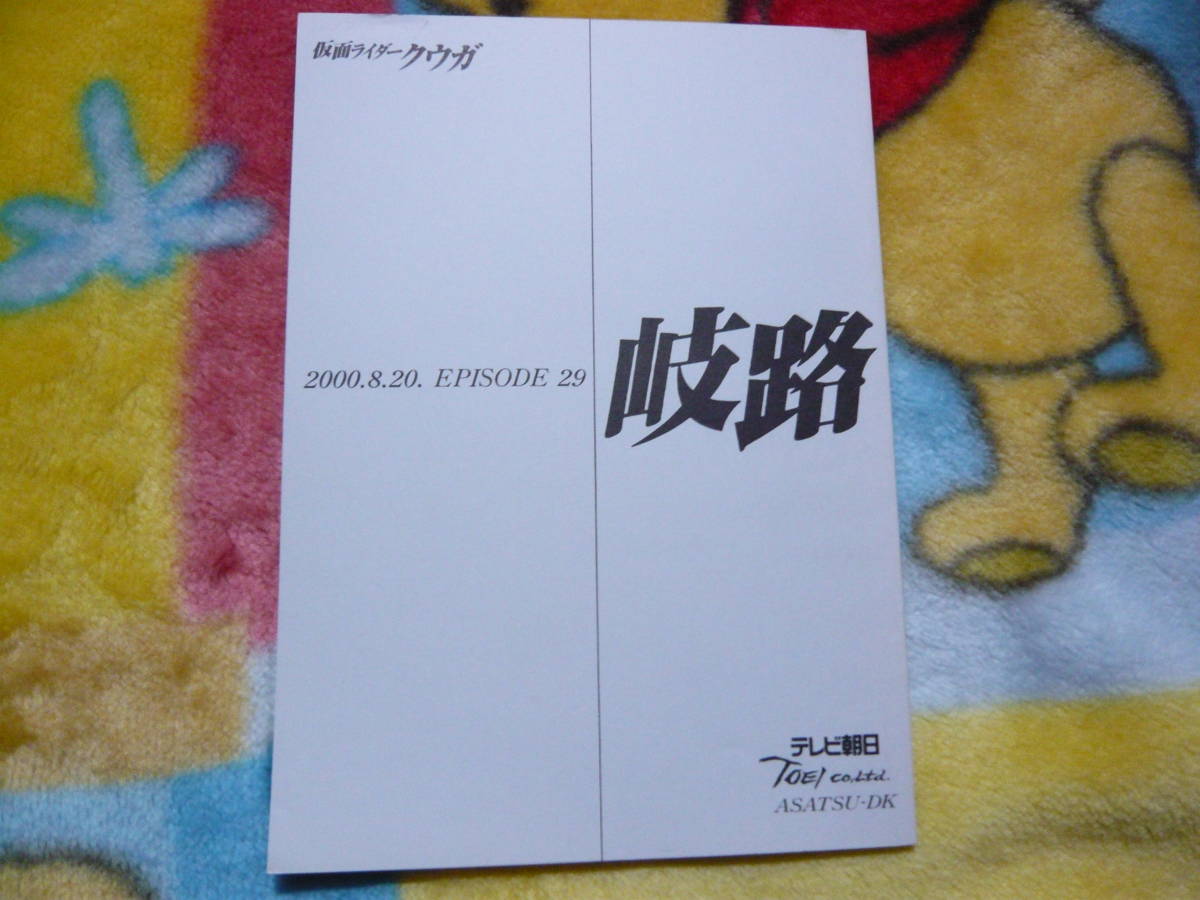 仮面ライダークウガ
2000.8.20. EPISODE 29
岐路
テレビ朝日
TOEI co.,Ltd.
ASATSU-DK